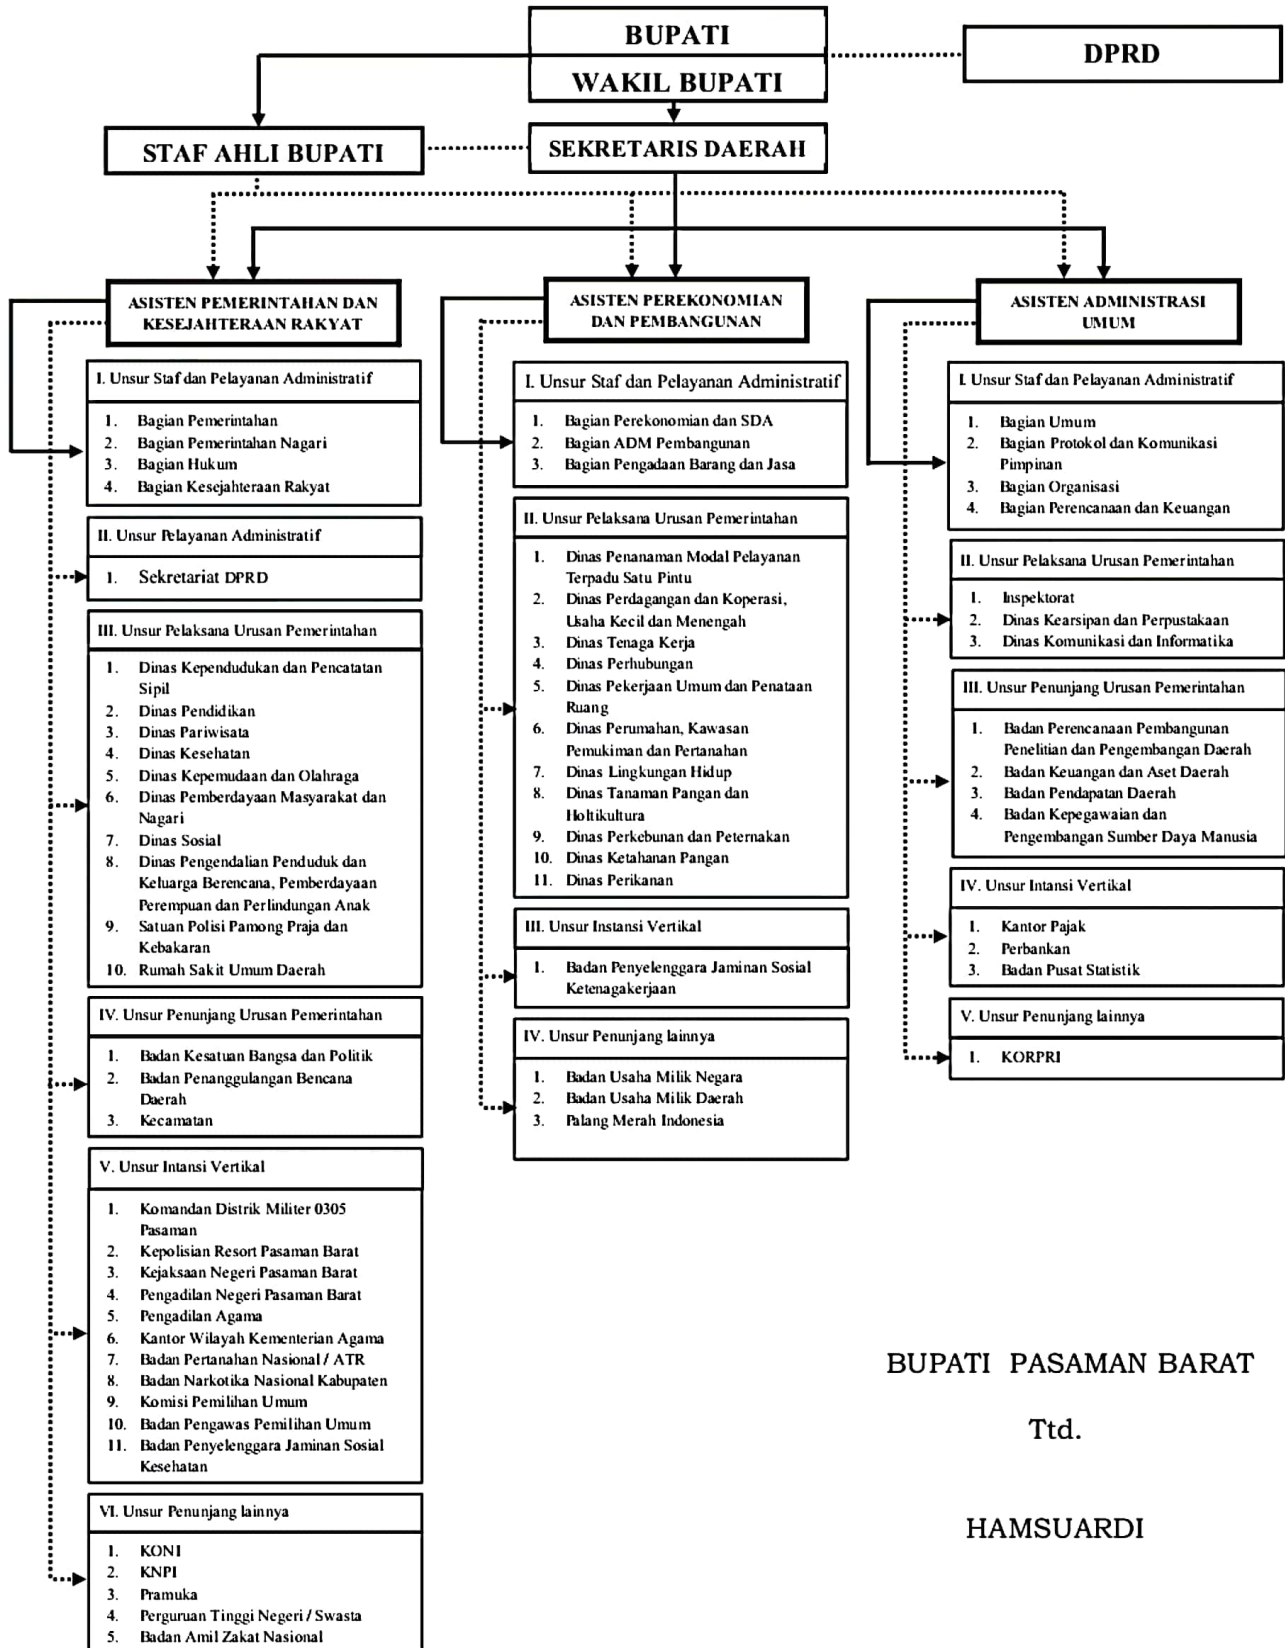 BUPATI
WAKIL BUPATI
DPRD
STAF AHLI BUPATI
SEKRETARIS DAERAH
ASISTEN PEMERINTAHAN DAN
KESEJAHTERAAN RAKYAT
I. Unsur Staf dan Pelayanan Administratif
1. Bagian Pemerintahan
2. Bagian Pemerintahan Nagari
3. Bagian Hukum
4. Bagian Kesejahteraan Rakyat
II. Unsur Pelayanan Administratif
1. Sekretariat DPRD
III. Unsur Pelaksana Urusan Pemerintahan
1. Dinas Kependudukan dan Pencatatan
Sipil
2. Dinas Pendidikan
3. Dinas Pariwisata
4. Dinas Kesehatan
5. Dinas Kepemudaan dan Olahraga
6. Dinas Pemberdayaan Masyarakat dan
Nagari
7. Dinas Sosial
8. Dinas Pengendalian Penduduk dan
Keluarga Berencana, Pemberdayaan
Perempuan dan Perlindungan Anak
9. Satuan Polisi Pamong Praja dan
Kebakaran
10. Rumah Sakit Umum Daerah
IV. Unsur Penunjang Urusan Pemerintahan
1. Badan Kesatuan Bangsa dan Politik
2. Badan Penanggulangan Bencana
Daerah
3. Kecamatan
V. Unsur Intansi Vertikal
1. Komandan Distrik Militer 0305
Pasaman
2. Kepolisian Resort Pasaman Barat
3. Kejaksaan Negeri Pasaman Barat
4. Pengadilan Negeri Pasaman Barat
5. Pengadilan Agama
6. Kantor Wilayah Kementerian Agama
7. Badan Pertanahan Nasional / ATR
8. Badan Narkotika Nasional Kabupaten
9. Komisi Pemilihan Umum
10. Badan Pengawas Pemilihan Umum
11. Badan Penyelenggara Jaminan Sosial
Kesehatan
VI. Unsur Penunjang lainnya
1. KONI
2. KNPI
3. Pramuka
4. Perguruan Tinggi Negeri / Swasta
5. Badan Amil Zakat Nasional
ASISTEN PEREKONOMIAN
DAN PEMBANGUNAN
I. Unsur Staf dan Pelayanan Administratif
1. Bagian Perekonomian dan SDA
2. Bagian ADM Pembangunan
3. Bagian Pengadaan Barang dan Jasa
II. Unsur Pelaksana Urusan Pemerintahan
1. Dinas Penanaman Modal Pelayanan
Terpadu Satu Pintu
2. Dinas Perdagangan dan Koperasi,
Usaha Kecil dan Menengah
3. Dinas Tenaga Kerja
4. Dinas Perhubungan
5. Dinas Pekerjaan Umum dan Penataan
Ruang
6. Dinas Perumahan, Kawasan
Pemukiman dan Pertanahan
7. Dinas Lingkungan Hidup
8. Dinas Tanaman Pangan dan
Holtikultura
9. Dinas Perkebunan dan Peternakan
10. Dinas Ketahanan Pangan
11. Dinas Perikanan
III. Unsur Instansi Vertikal
1. Badan Penyelenggara Jaminan Sosial
Ketenagakerjaan
IV. Unsur Penunjang lainnya
1. Badan Usaha Milik Negara
2. Badan Usaha Milik Daerah
3. Palang Merah Indonesia
ASISTEN ADMINISTRASI
UMUM
I. Unsur Staf dan Pelayanan Administratif
1. Bagian Umum
2. Bagian Protokol dan Komunikasi
Pimpinan
3. Bagian Organisasi
4. Bagian Perencanaan dan Keuangan
II. Unsur Pelaksana Urusan Pemerintahan
1. Inspektorat
2. Dinas Kearsipan dan Perpustakaan
3. Dinas Komunikasi dan Informatika
III. Unsur Penunjang Urusan Pemerintahan
1. Badan Perencanaan Pembangunan
Penelitian dan Pengembangan Daerah
2. Badan Keuangan dan Aset Daerah
3. Badan Pendapatan Daerah
4. Badan Kepegawaian dan
Pengembangan Sumber Daya Manusia
IV. Unsur Intansi Vertikal
1. Kantor Pajak
2. Perbankan
3. Badan Pusat Statistik
V. Unsur Penunjang lainnya
1. KORPRI
BUPATI PASAMAN BARAT
Ttd.
HAMSUARDI